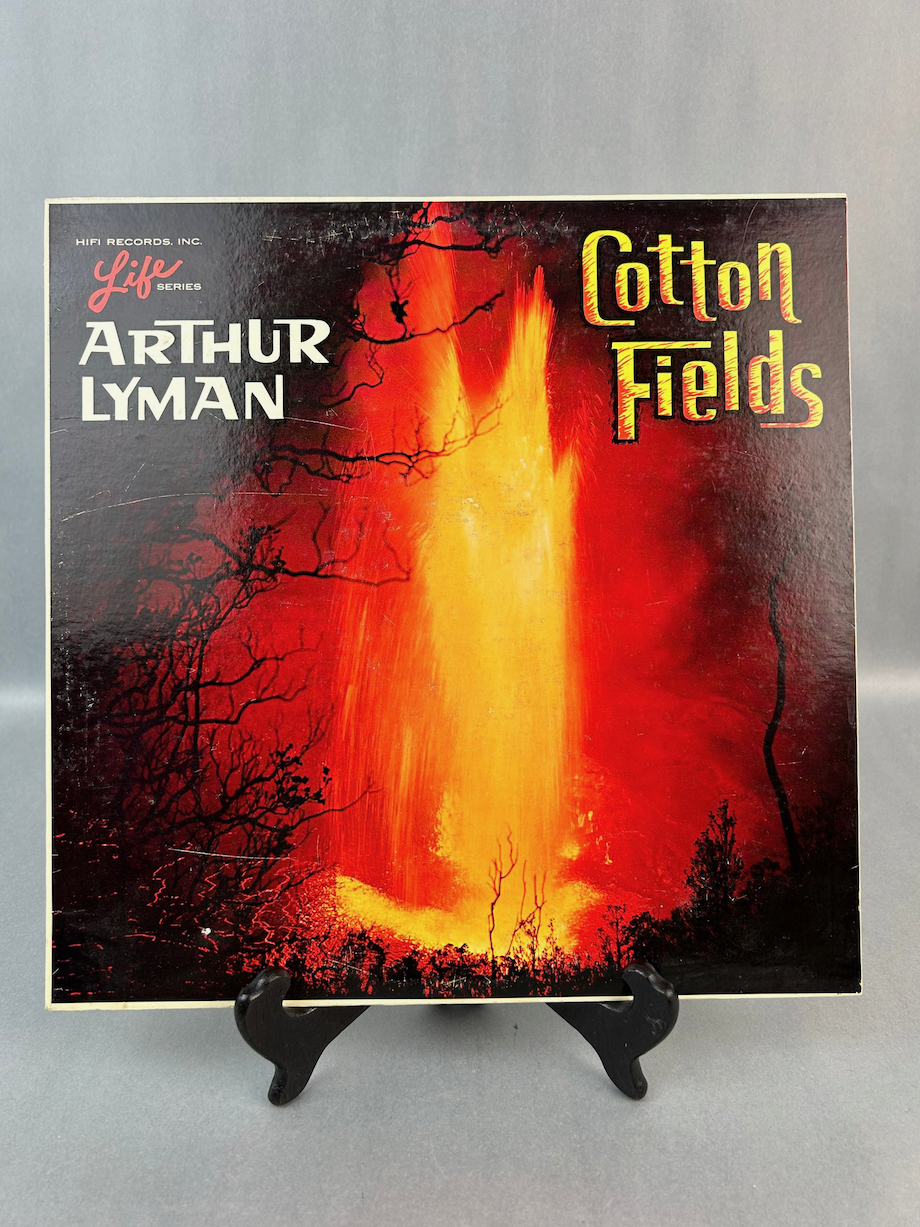 HIFI RECORDS, INC.
Life
SERIES
ARTHUR
LYMAN
Cotton
Fields